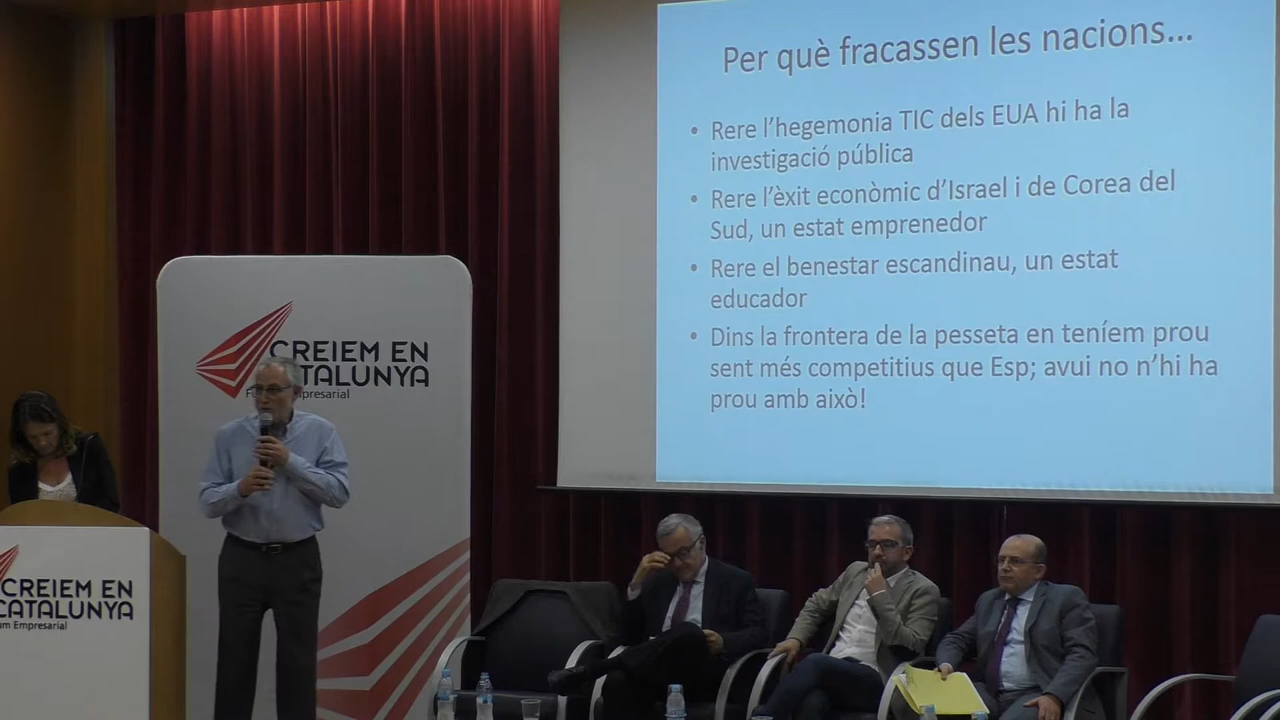 Per què fracassen les nacions...
• Rere l'hegemonia TIC dels EUA hi ha la
investigació pública
• Rere l'èxit econòmic d'Israel i de Corea del
Sud, un estat emprenedor
• Rere el benestar escandinau, un estat
educador
• Dins la frontera de la pesseta en teníem prou
sent més competitius que Esp; avui no n'hi ha
prou amb això!
CREIEM EN
CATALUNYA
empresarial
CREIEM EN
CATALUNYA
um Empresarial